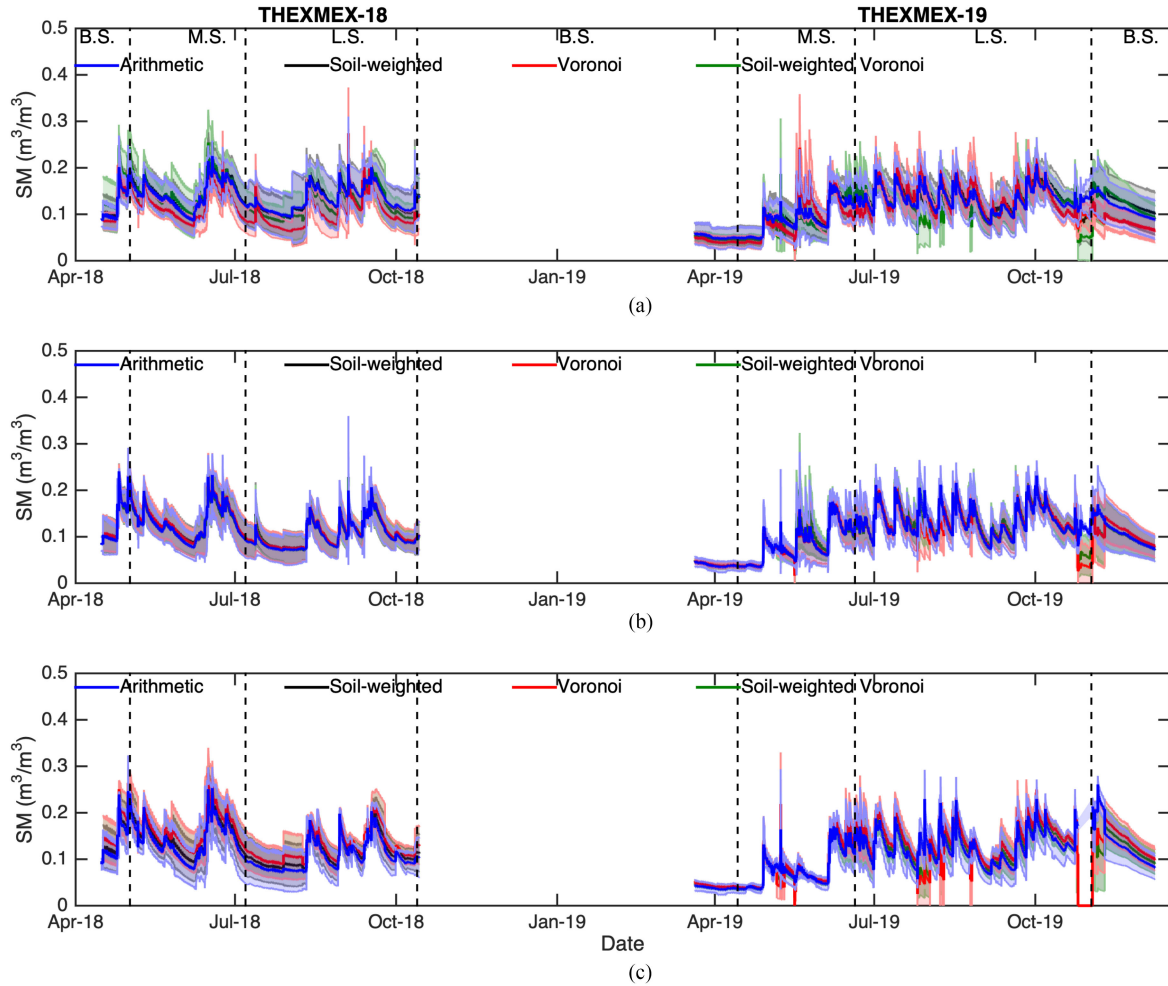 THEXMEX-18 THEXMEX-19
B.S. M.S. L.S. B.S. M.S. L.S. B.S.
Arithmetic Soil-weighted Voronoi Soil-weighted Voronoi
0.5
0.4
0.3
0.2
0.1
0
SM (m³/m³)
Apr-18 Jul-18 Oct-18 Jan-19 Apr-19 Jul-19 Oct-19
(a)
Arithmetic Soil-weighted Voronoi Soil-weighted Voronoi
0.5
0.4
0.3
0.2
0.1
0
SM (m³/m³)
Apr-18 Jul-18 Oct-18 Jan-19 Apr-19 Jul-19 Oct-19
(b)
Arithmetic Soil-weighted Voronoi Soil-weighted Voronoi
0.5
0.4
0.3
0.2
0.1
0
SM (m³/m³)
Apr-18 Jul-18 Oct-18 Jan-19 Apr-19 Jul-19 Oct-19
Date
(c)